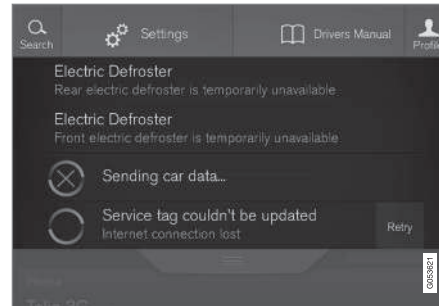 Search
Settings
Drivers Manual
Profile
Electric Defroster
Rear electric defroster is temporarily unavailable
Electric Defroster
Front electric defroster is temporarily unavailable
Sending car data...
Service tag couldn't be updated
Internet connection lost
Retry
G053621